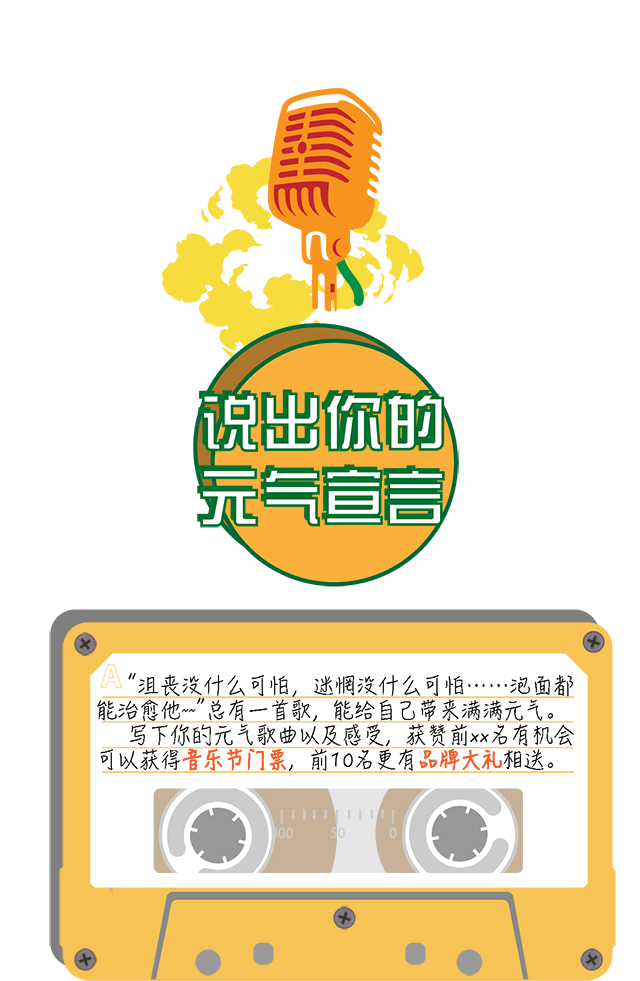 说出你的
元气宣言
A
“沮丧没什么可怕，迷惘没什么可怕……泡面都
能治愈他~~”总有一首歌，能给自己带来满满元气。
写下你的元气歌曲以及感受，获赞前xx名有机会
可以获得音乐节门票，前10名更有品牌大礼相送。
100 50 0